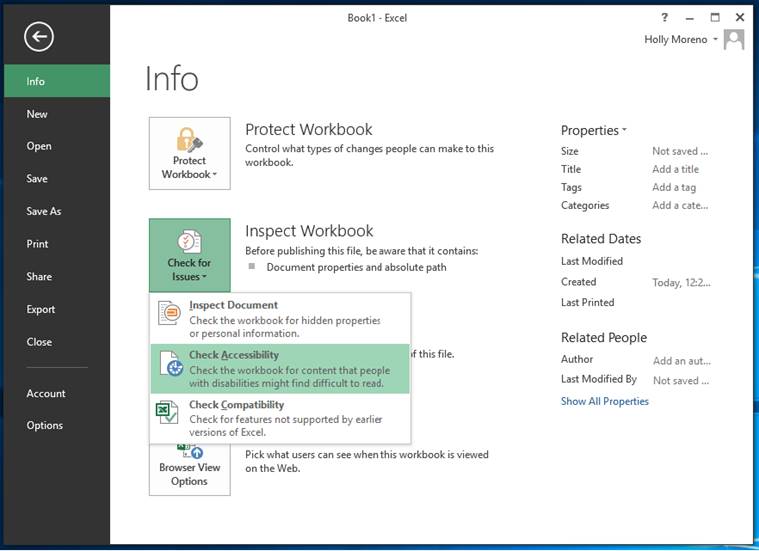 Book1 - Excel
?
Holly Moreno
Info
New
Open
Save
Save As
Print
Share
Export
Close
Account
Options
Info
Protect
Workbook
Protect Workbook
Control what types of changes people can make to this
workbook.
Check for
Issues
Inspect Workbook
Before publishing this file, be aware that it contains:
Document properties and absolute path
Inspect Document
Check the workbook for hidden properties
or personal information.
Check Accessibility
Check the workbook for content that people
with disabilities might find difficult to read.
of this file.
Check Compatibility
Check for features not supported by earlier
versions of Excel.
Browser View
Options
Pick what users can see when this workbook is viewed
on the Web.
Properties
Size Not saved ...
Title Add a title
Tags Add a tag
Categories Add a cate...
Related Dates
Last Modified
Created Today, 12:2...
Last Printed
Related People
Author Add an aut...
Last Modified By Not saved ...
Show All Properties